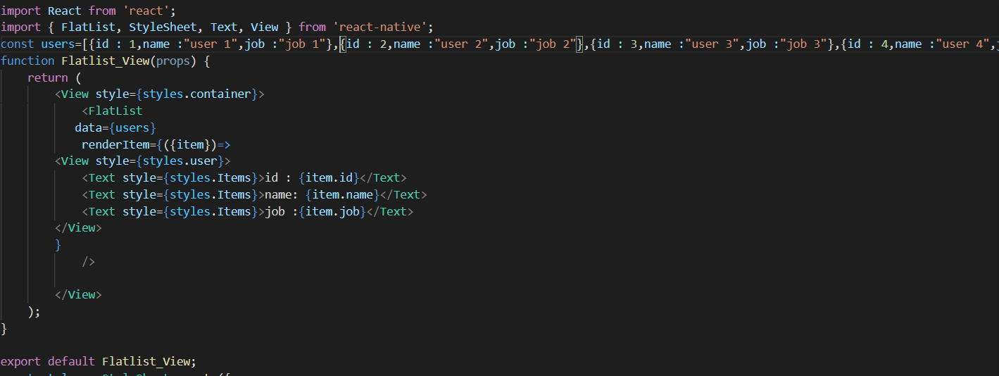 import React from 'react';
import { FlatList, StyleSheet, Text, View } from 'react-native';
const users=[{id : 1,name :"user 1",job :"job 1"},{id : 2,name :"user 2",job :"job 2"},{id : 3,name :"user 3",job :"job 3"},{id : 4,name :"user 4",
function Flatlist_View(props) {
return (
<View style={styles.container}>
<FlatList
data={users}
renderItem={({item})=>
<View style={styles.user}>
<Text style={styles.Items}>id : {item.id}</Text>
<Text style={styles.Items}>name: {item.name}</Text>
<Text style={styles.Items}>job :{item.job}</Text>
</View>
}
/>
</View>
);
}
export default Flatlist_View;